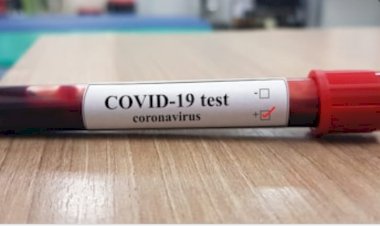 COVID-19 test -
coronavirus +